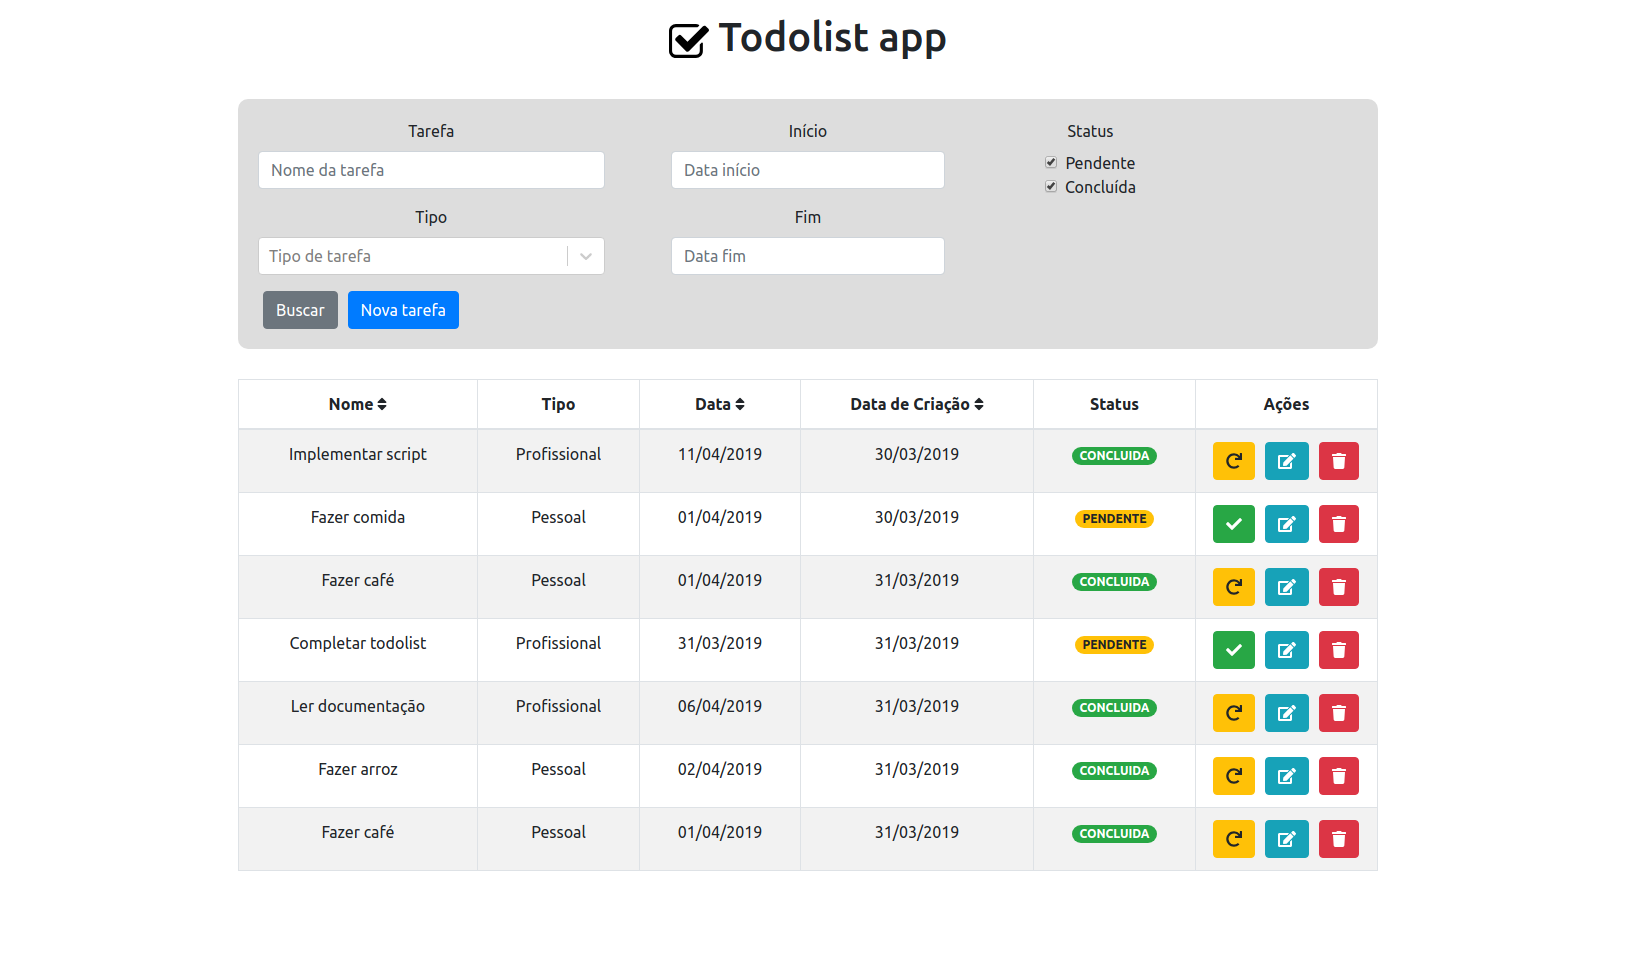 Todolist app
Tarefa Início Status
Nome da tarefa Data início Pendente
Concluída
Tipo Fim
Tipo de tarefa Data fim
Buscar Nova tarefa
Nome Tipo Data Data de Criação Status Ações
Implementar script Profissional 11/04/2019 30/03/2019 CONCLUIDA
Fazer comida Pessoal 01/04/2019 30/03/2019 PENDENTE
Fazer café Pessoal 01/04/2019 31/03/2019 CONCLUIDA
Completar todolist Profissional 31/03/2019 31/03/2019 PENDENTE
Ler documentação Profissional 06/04/2019 31/03/2019 CONCLUIDA
Fazer arroz Pessoal 02/04/2019 31/03/2019 CONCLUIDA
Fazer café Pessoal 01/04/2019 31/03/2019 CONCLUIDA